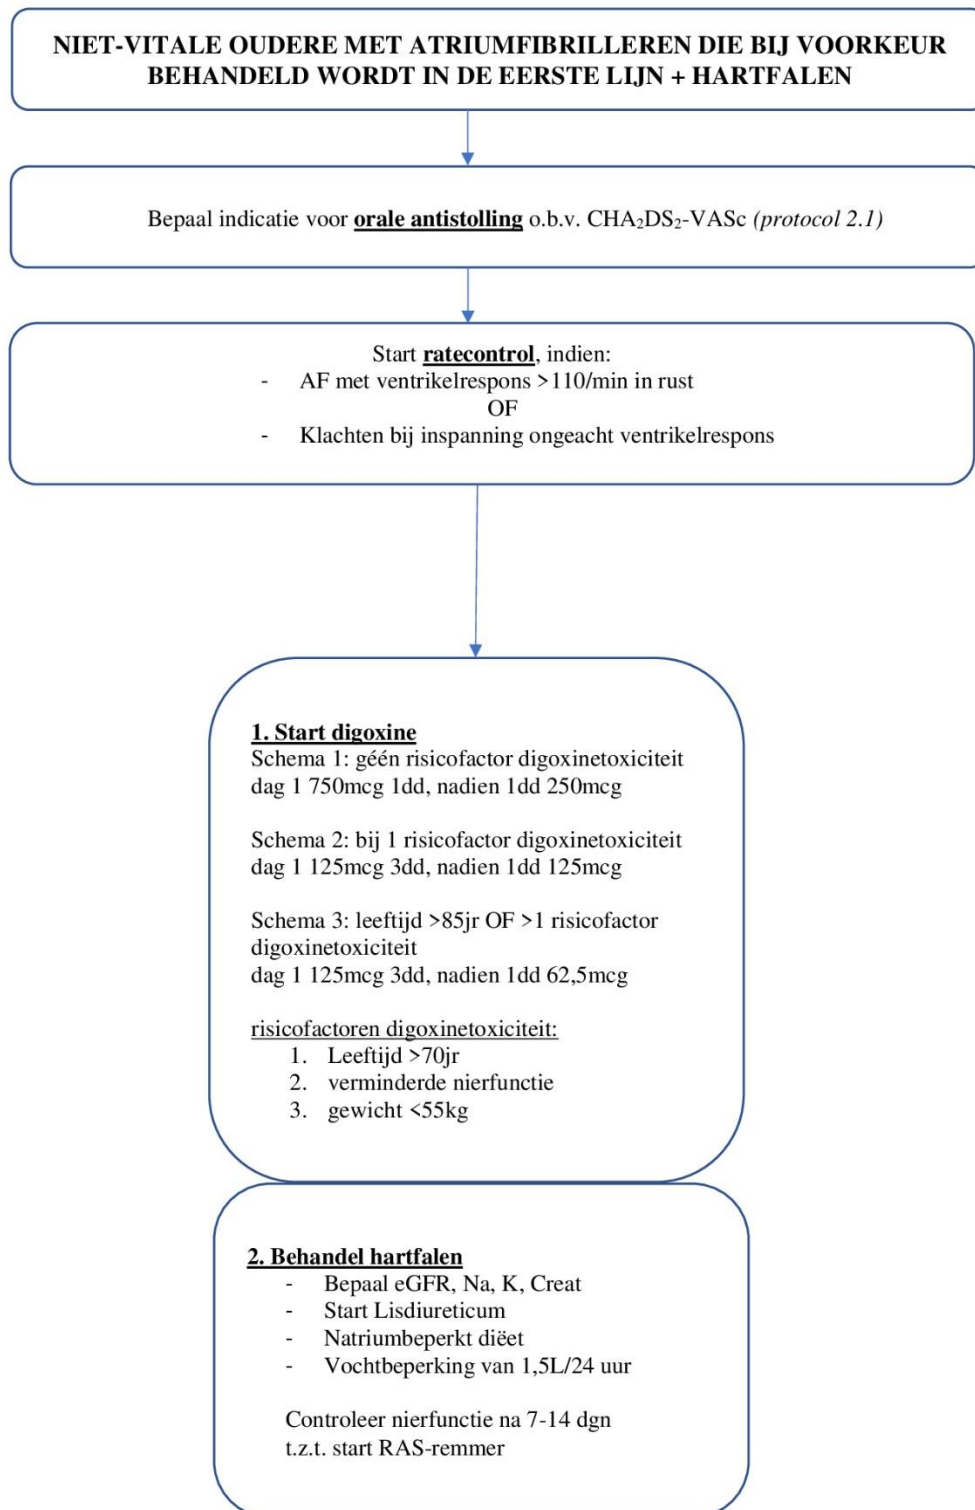 NIET-VITALE OUDERE MET ATRIUMFIBRILLEREN DIE BIJ VOORKEUR
BEHANDELD WORDT IN DE EERSTE LIJN + HARTFALEN
Bepaal indicatie voor orale antistolling o.b.v. CHA₂DS₂-VASc (protocol 2.1)
Start ratecontrol, indien:
- AF met ventrikelrespons >110/min in rust
OF
- Klachten bij inspanning ongeacht ventrikelrespons
1. Start digoxine
Schema 1: géén risicofactor digoxinetoxiciteit
dag 1 750mcg 1dd, nadien 1dd 250mcg
Schema 2: bij 1 risicofactor digoxinetoxiciteit
dag 1 125mcg 3dd, nadien 1dd 125mcg
Schema 3: leeftijd >85jr OF >1 risicofactor
digoxinetoxiciteit
dag 1 125mcg 3dd, nadien 1dd 62,5mcg
risicofactoren digoxinetoxiciteit:
1. Leeftijd >70jr
2. verminderde nierfunctie
3. gewicht <55kg
2. Behandel hartfalen
- Bepaal eGFR, Na, K, Creat
- Start Lisdiureticum
- Natriumbeperkt diëet
- Vochtbeperking van 1,5L/24 uur
Controleer nierfunctie na 7-14 dgn
t.z.t. start RAS-remmer